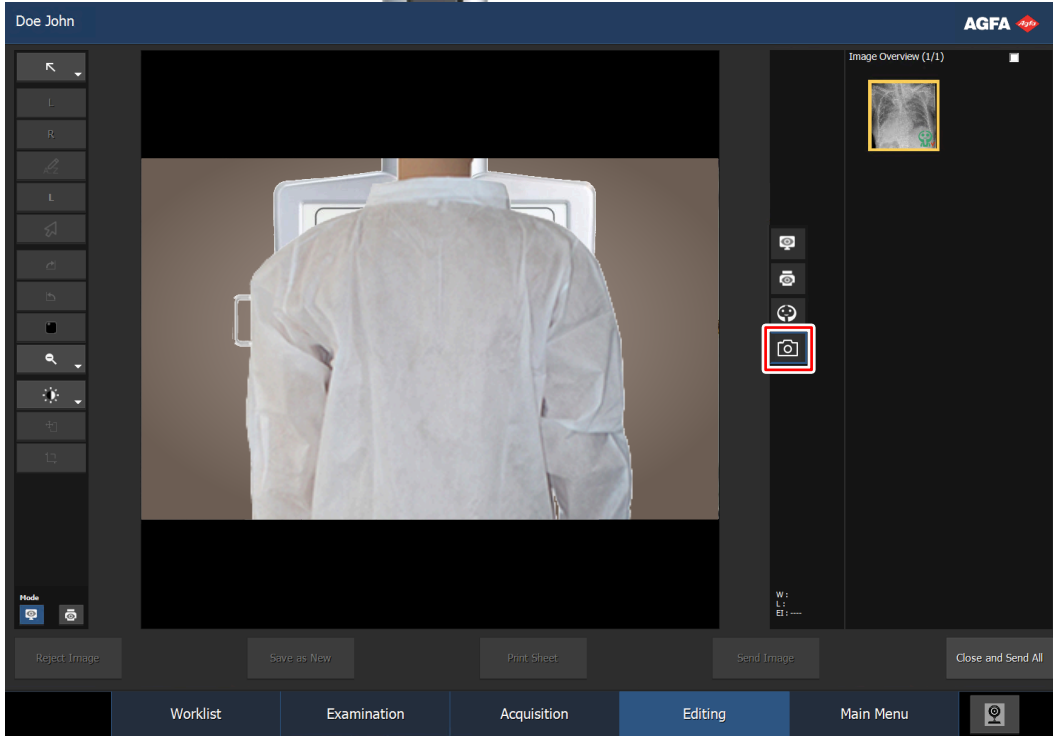 Doe John
AGFA
Agfa
Image Overview (1/1)
L
R
L
Mode
W :
L :
EI : ----
Reject Image
Save as New
Print Sheet
Send Image
Close and Send All
Worklist
Examination
Acquisition
Editing
Main Menu